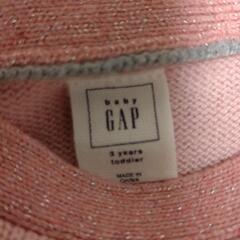 baby
GAP
3 years
toddler
MADE IN
CHINA